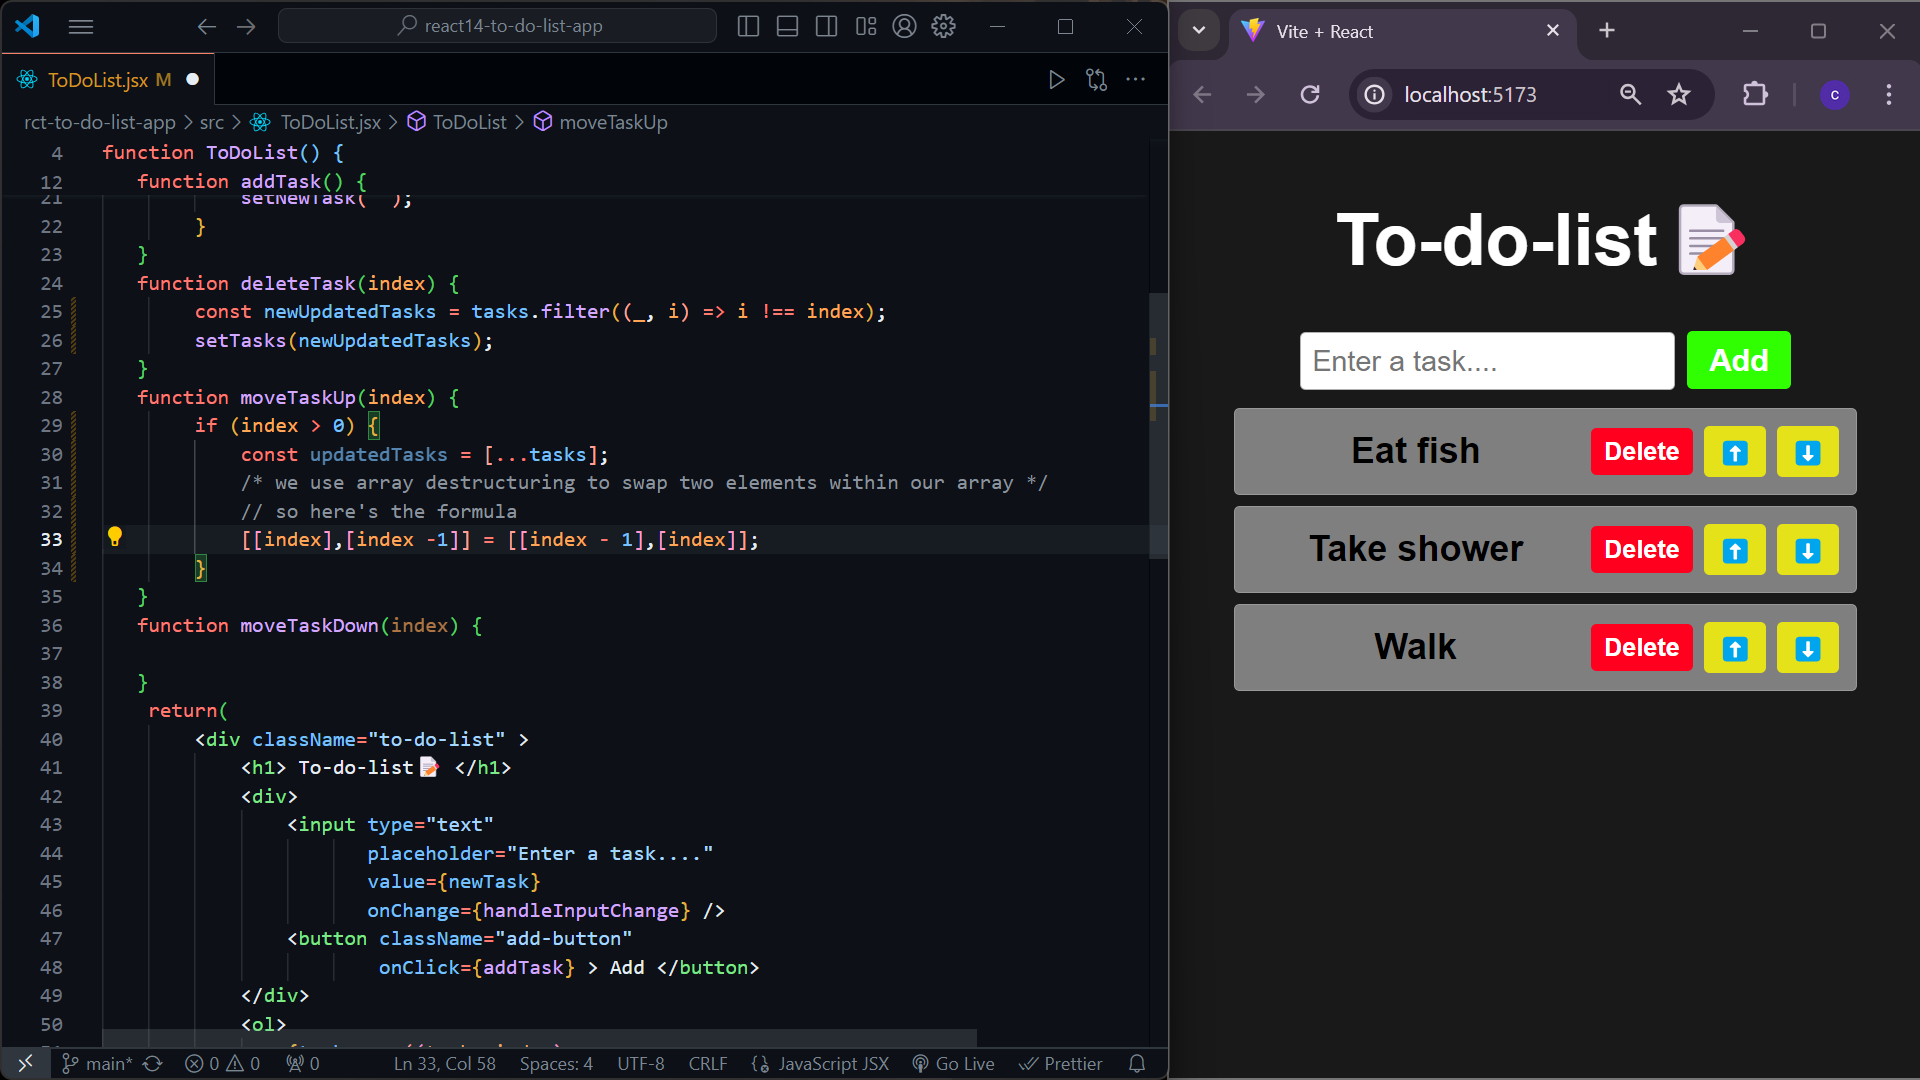 react14-to-do-list-app
ToDoList.jsx M
rct-to-do-list-app > src > ToDoList.jsx > ToDoList > moveTaskUp
4 function ToDoList() {
12 function addTask() {
21 setNewTask(" ");
22 }
23 }
24 function deleteTask(index) {
25 const newUpdatedTasks = tasks.filter((_, i) => i !== index);
26 setTasks(newUpdatedTasks);
27 }
28 function moveTaskUp(index) {
29 if (index > 0) {
30 const updatedTasks = [...tasks];
31 /* we use array destructuring to swap two elements within our array */
32 // so here's the formula
33 [[index],[index -1]] = [[index - 1],[index]];
34 }
35 }
36 function moveTaskDown(index) {
37
38 }
39 return(
40 <div className="to-do-list" >
41 <h1> To-do-list📝 </h1>
42 <div>
43 <input type="text"
44 placeholder="Enter a task...."
45 value={newTask}
46 onChange={handleInputChange} />
47 <button className="add-button"
48 onClick={addTask} > Add </button>
49 </div>
50 <ol>
main* 0 0 0 Ln 33, Col 58 Spaces: 4 UTF-8 CRLF JavaScript JSX Go Live Prettier
Vite + React
localhost:5173
c
To-do-list 📝
Enter a task.... Add
Eat fish Delete ⬆️ ⬇️
Take shower Delete ⬆️ ⬇️
Walk Delete ⬆️ ⬇️